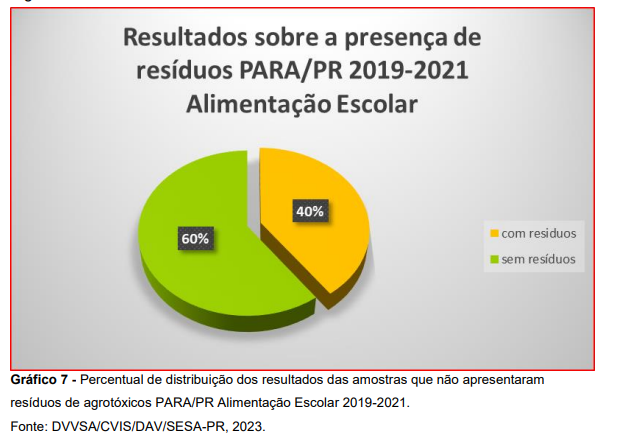 Resultados sobre a presença de
resíduos PARA/PR 2019-2021
Alimentação Escolar
40%
60%
com residuos
sem resíduos
Gráfico 7 - Percentual de distribuição dos resultados das amostras que não apresentaram
resíduos de agrotóxicos PARA/PR Alimentação Escolar 2019-2021.
Fonte: DVVSA/CVIS/DAV/SESA-PR, 2023.